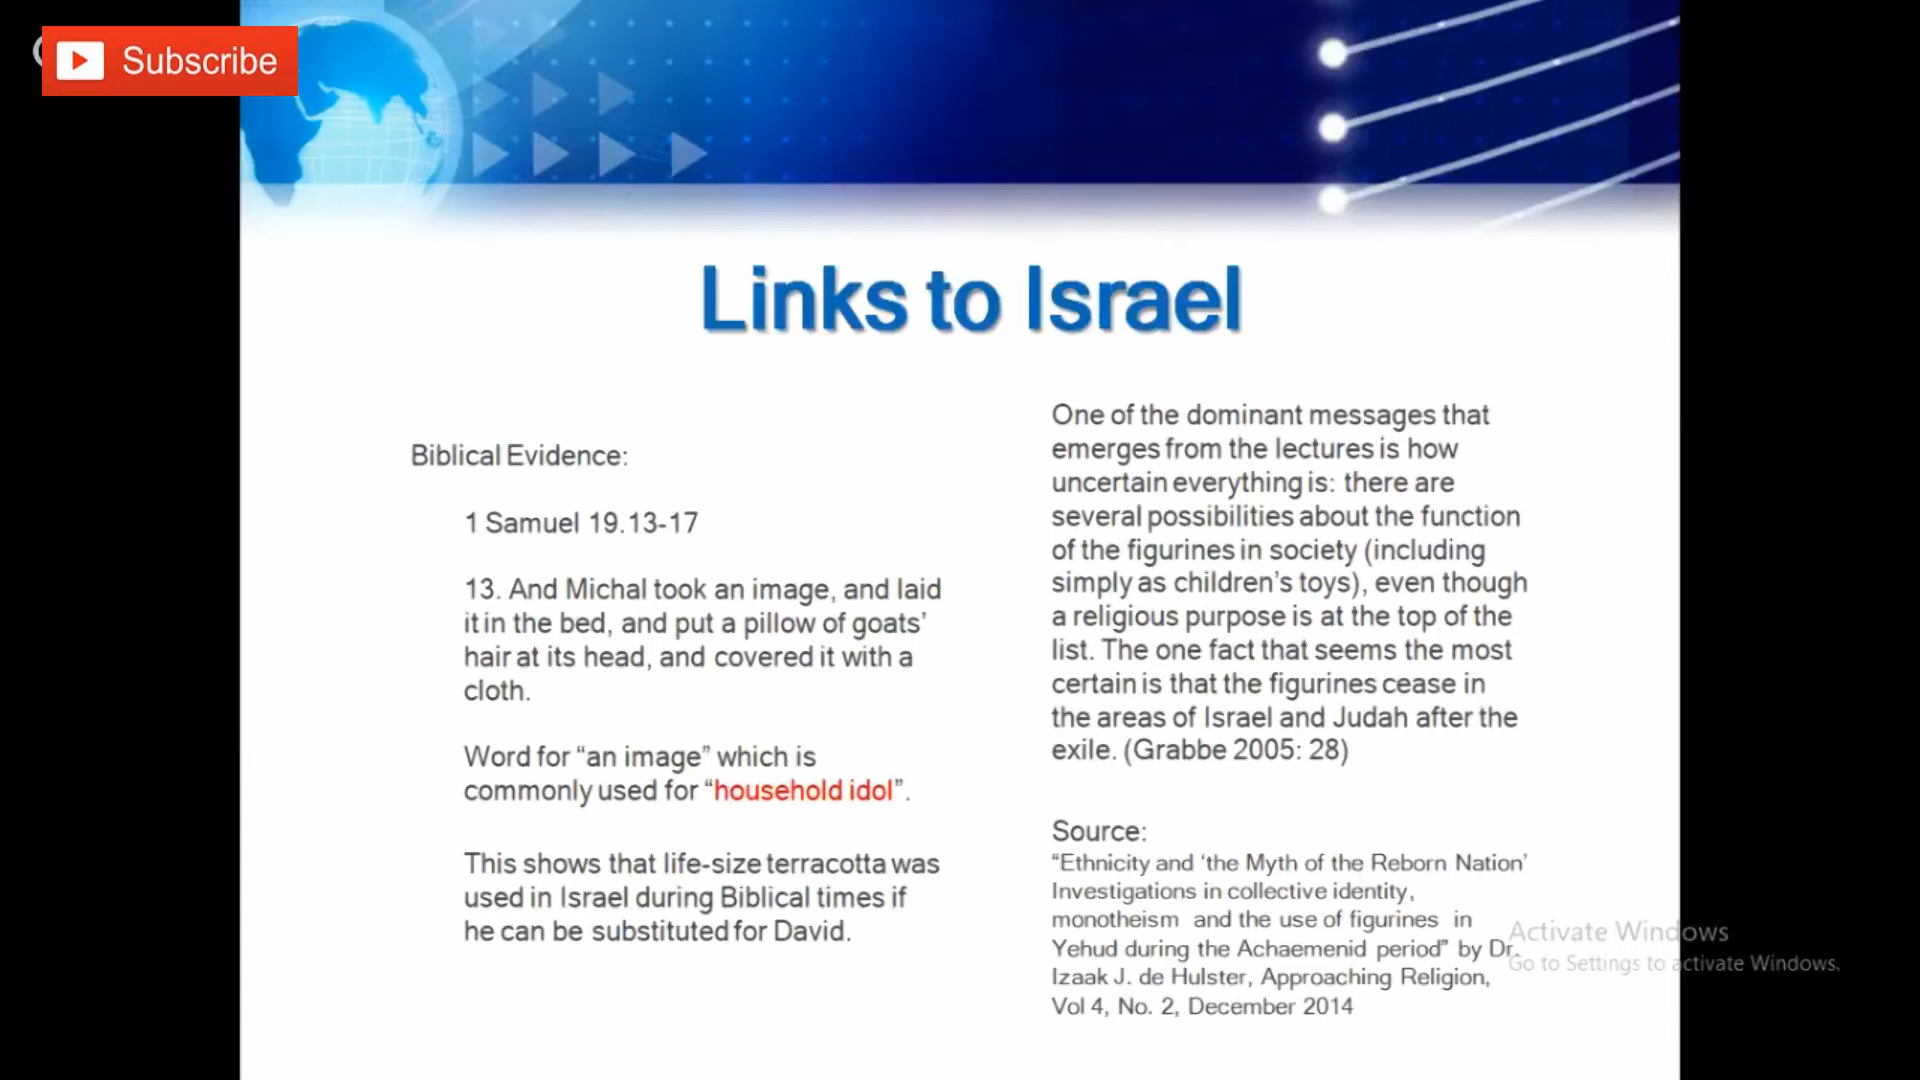 Subscribe
Links to Israel
Biblical Evidence:
1 Samuel 19.13-17
13. And Michal took an image, and laid
it in the bed, and put a pillow of goats’
hair at its head, and covered it with a
cloth.
Word for “an image” which is
commonly used for “household idol”.
This shows that life-size terracotta was
used in Israel during Biblical times if
he can be substituted for David.
One of the dominant messages that
emerges from the lectures is how
uncertain everything is: there are
several possibilities about the function
of the figurines in society (including
simply as children’s toys), even though
a religious purpose is at the top of the
list. The one fact that seems the most
certain is that the figurines cease in
the areas of Israel and Judah after the
exile. (Grabbe 2005: 28)
Source:
“Ethnicity and ‘the Myth of the Reborn Nation’
Investigations in collective identity,
monotheism and the use of figurines in
Yehud during the Achaemenid period” by Dr.
Izaak J. de Hulster, Approaching Religion,
Vol 4, No. 2, December 2014
Activate Windows
Go to Settings to activate Windows.